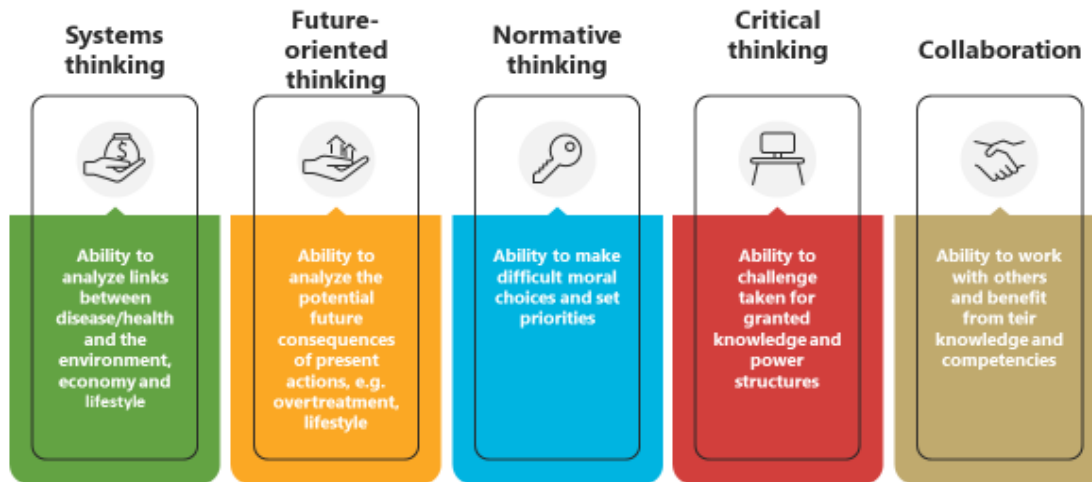 Systems
thinking
Future-
oriented
thinking
Normative
thinking
Critical
thinking
Collaboration
$
Ability to
analyze links
between
disease/health
and the
environment,
economy and
lifestyle
Ability to
analyze the
potential
future
consequences
of present
actions, e.g.
overtreatment,
lifestyle
Ability to make
difficult moral
choices and set
priorities
Ability to
challenge
taken for
granted
knowledge and
power
structures
Ability to work
with others
and benefit
from teir
knowledge and
competencies